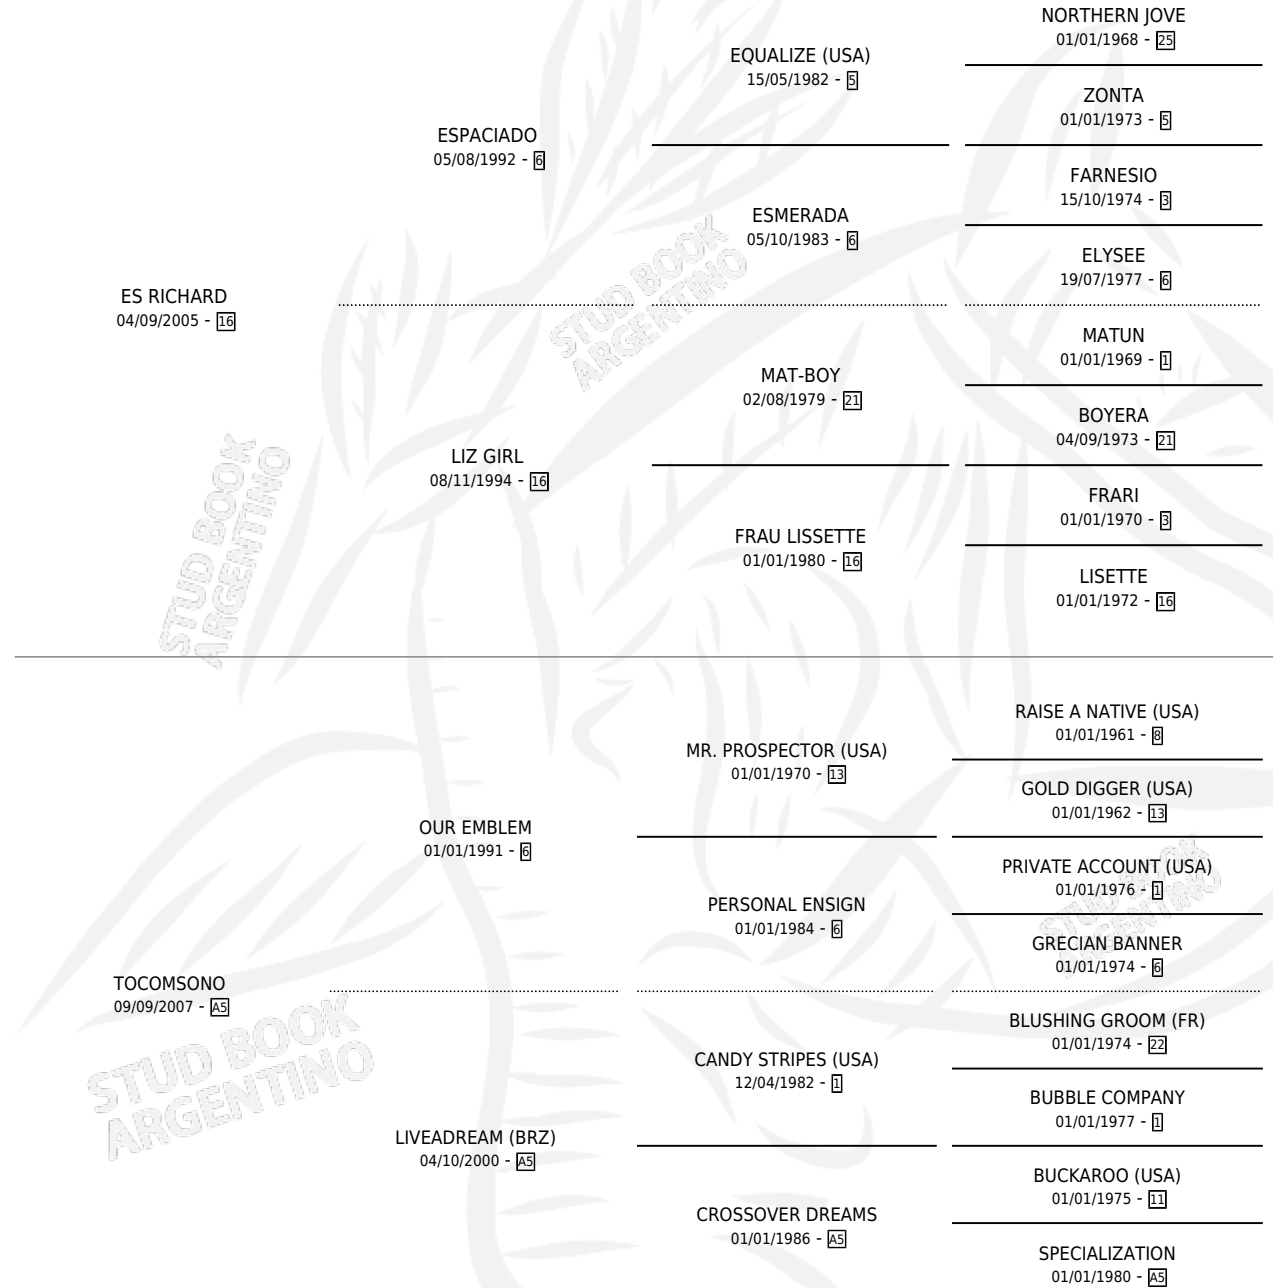 NORTHERN JOVE
01/01/1968 - 25
EQUALIZE (USA)
15/05/1982 - 5
ZONTA
01/01/1973 - 5
ESPACIADO
05/08/1992 - 6
FARNESIO
15/10/1974 - 3
ESMERADA
05/10/1983 - 6
ELYSEE
19/07/1977 - 6
ES RICHARD
04/09/2005 - 16
STUD BOOK
ARGENTINO
MATUN
01/01/1969 - 1
MAT-BOY
02/08/1979 - 21
BOYERA
04/09/1973 - 21
LIZ GIRL
08/11/1994 - 16
FRARI
01/01/1970 - 3
FRAU LISSETTE
01/01/1980 - 16
LISETTE
01/01/1972 - 16
STUD BOOK
ARGENTINO
RAISE A NATIVE (USA)
01/01/1961 - 8
MR. PROSPECTOR (USA)
01/01/1970 - 13
GOLD DIGGER (USA)
01/01/1962 - 13
OUR EMBLEM
01/01/1991 - 6
PRIVATE ACCOUNT (USA)
01/01/1976 - 1
PERSONAL ENSIGN
01/01/1984 - 6
STUD BOOK
ARGENTINO
GRECIAN BANNER
01/01/1974 - 6
TOCOMSONO
09/09/2007 - A5
BLUSHING GROOM (FR)
01/01/1974 - 22
CANDY STRIPES (USA)
12/04/1982 - 1
STUD BOOK
ARGENTINO
BUBBLE COMPANY
01/01/1977 - 1
LIVEADREAM (BRZ)
04/10/2000 - A5
BUCKAROO (USA)
01/01/1975 - 11
CROSSOVER DREAMS
01/01/1986 - A5
SPECIALIZATION
01/01/1980 - A5